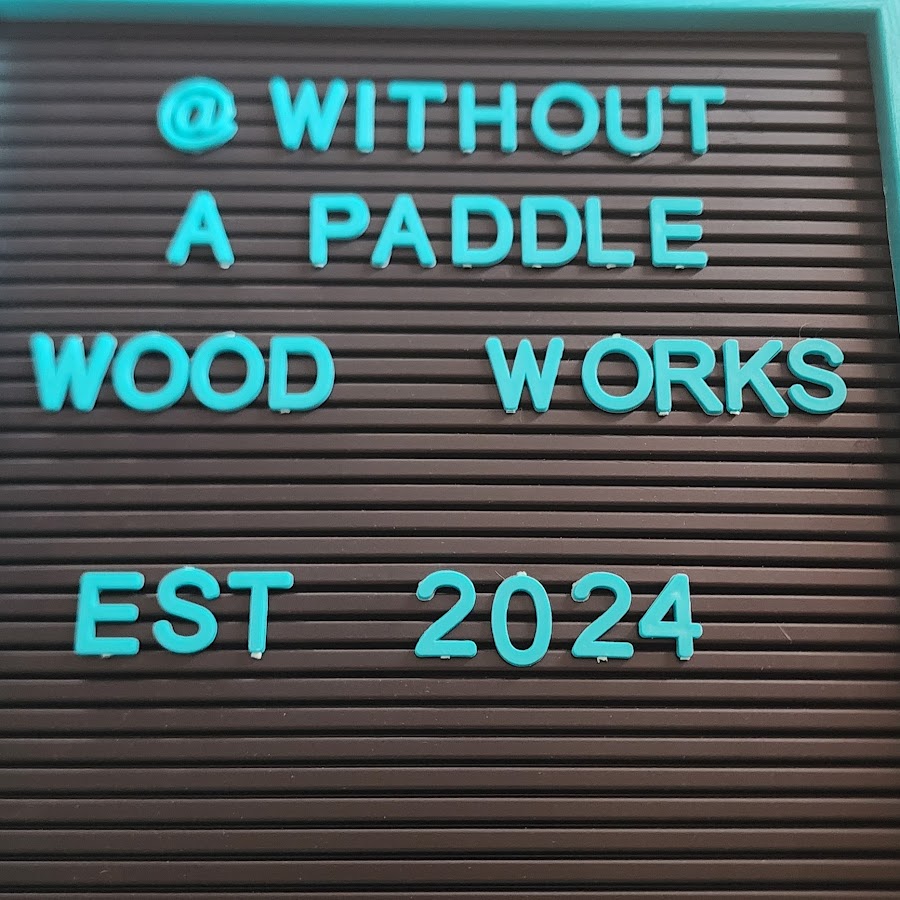 @ WITHOUT
A PADDLE
WOOD WORKS
EST 2024